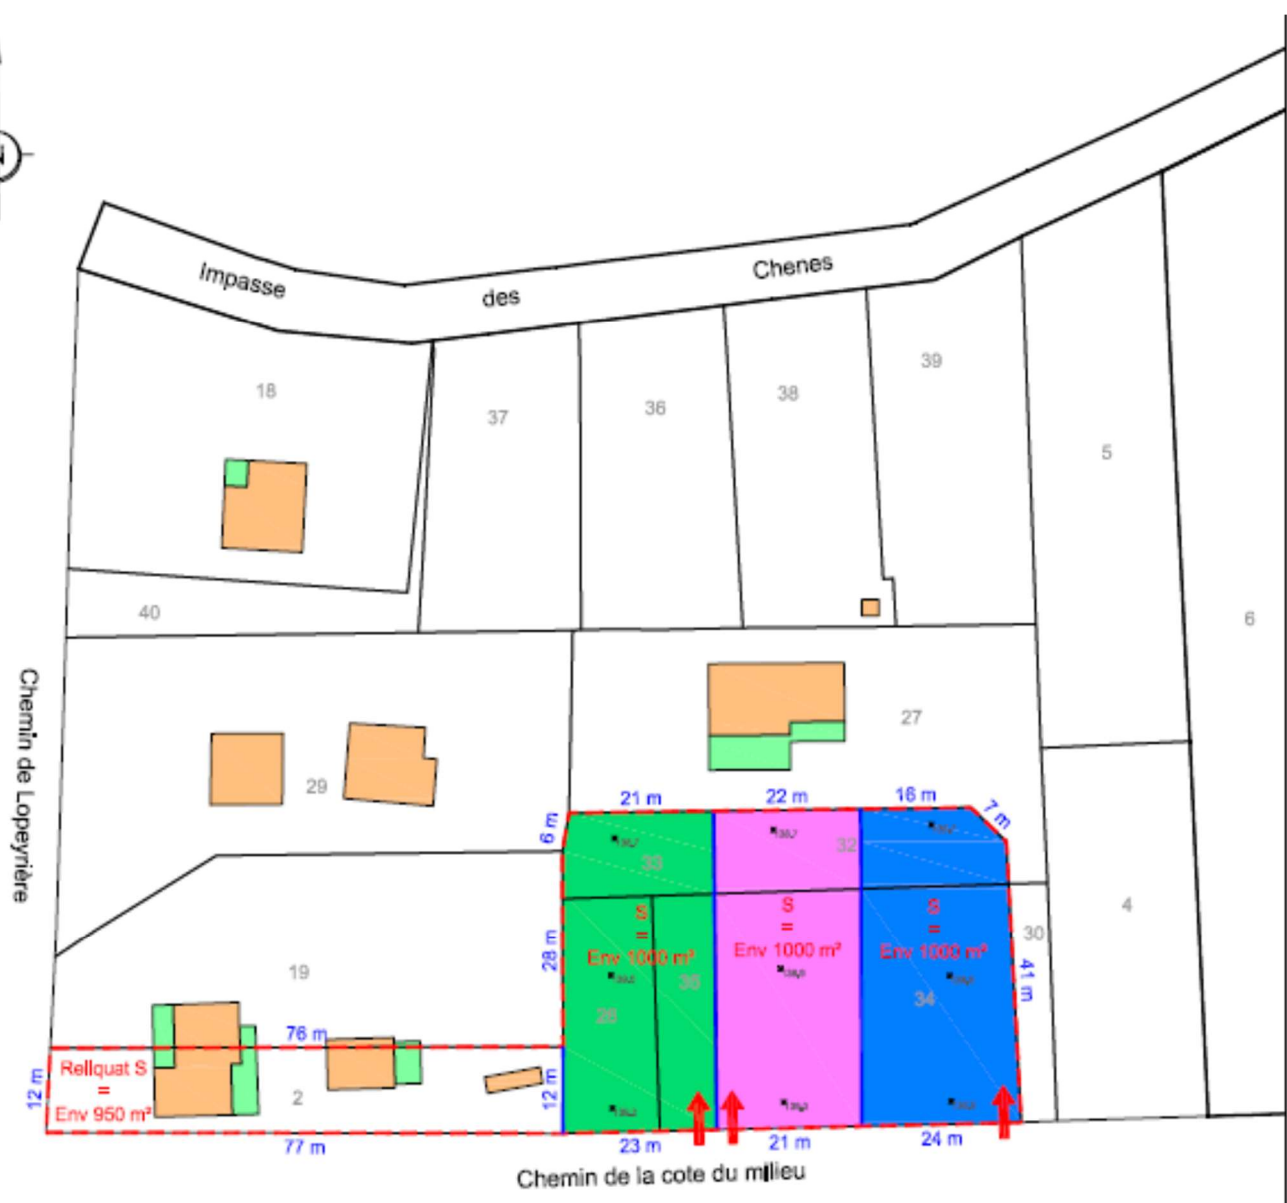 N
Impasse
des
Chenes
39
18
38
36
37
5
40
6
Chemin de Lopeyrière
27
29
21 m
22 m
16 m
7 m
6 m
32
33
S
=
Env 1000 m²
S
=
Env 1000 m²
S
=
Env 1000 m²
4
30
28 m
19
35
34
41 m
28
76 m
Reliquat S
=
Env 950 m²
12 m
2
12 m
77 m
23 m
21 m
24 m
Chemin de la cote du milieu